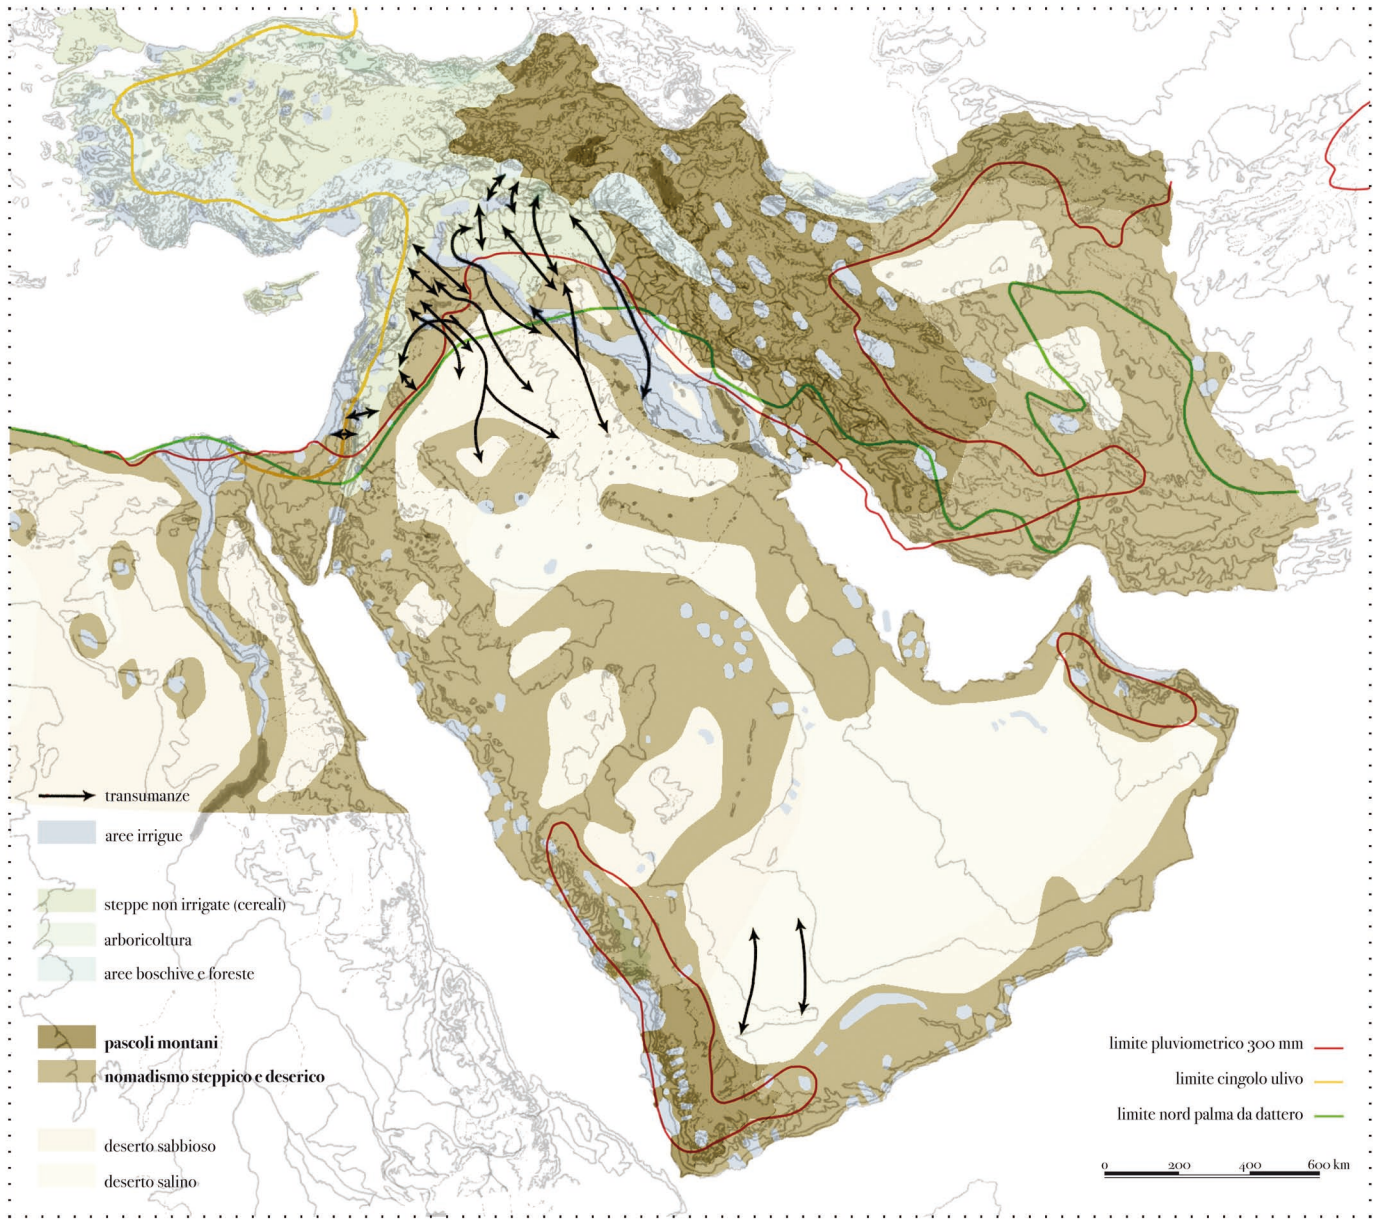 transumanze
aree irrigue
steppe non irrigate (cereali)
arboricoltura
aree boschive e foreste
pascoli montani
nomadismo steppico e deserico
deserto sabbioso
deserto salino
limite pluviometrico 300 mm
limite cingolo ulivo
limite nord palma da dattero
0 200 400 600 km